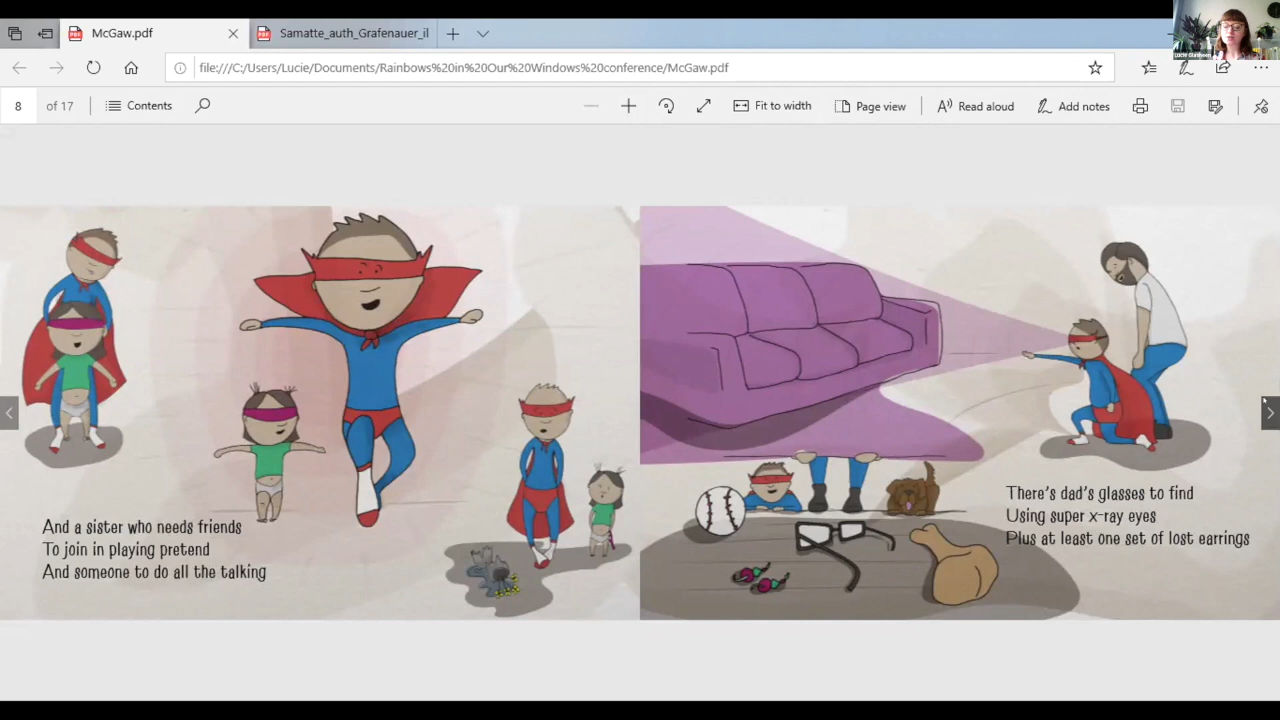 McGaw.pdf
Samatte_auth_Grafenauer_il
file:///C:/Users/Lucie/Documents/Rainbows%20in%20Our%20Windows%20conference/McGaw.pdf
8 of 17
Contents
Fit to width
Page view
Read aloud
Add notes
And a sister who needs friends
To join in playing pretend
And someone to do all the talking
There's dad's glasses to find
Using super x-ray eyes
Plus at least one set of lost earrings